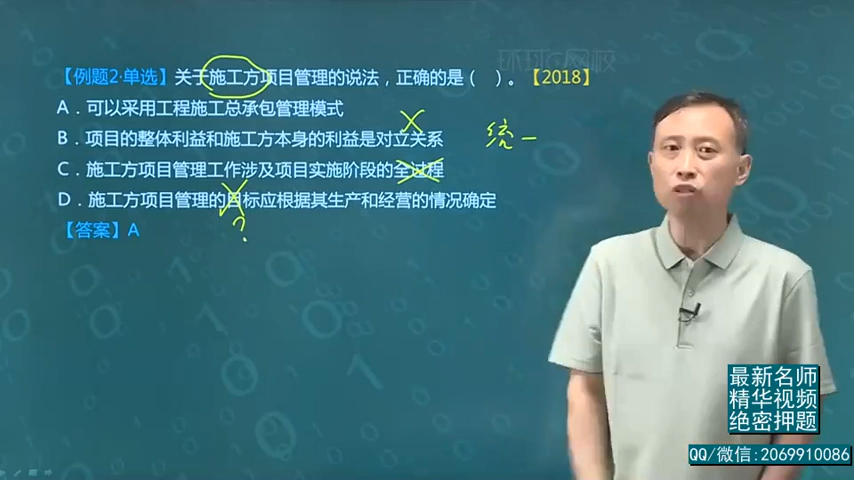 环球网校
【例题2·单选】关于施工方项目管理的说法，正确的是（ ）。【2018】
A．可以采用工程施工总承包管理模式
B．项目的整体利益和施工方本身的利益是对立关系
统一
C．施工方项目管理工作涉及项目实施阶段的全过程
D．施工方项目管理的目标应根据其生产和经营的情况确定
?
【答案】A
最新名师
精华视频
绝密押题
QQ/微信:2069910086